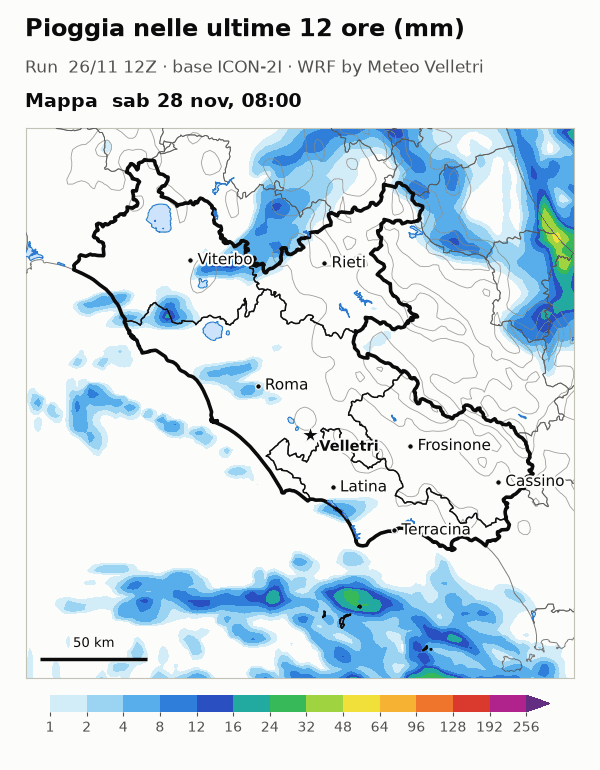 Pioggia nelle ultime 12 ore (mm)
Run  26/11 12Z · base ICON-2I · WRF by Meteo Velletri
Mappa  sab 28 nov, 08:00
Viterbo
Rieti
Roma
Velletri
Frosinone
Cassino
Latina
Terracina
50 km
1 2 4 8 12 16 24 32 48 64 96 128 192 256